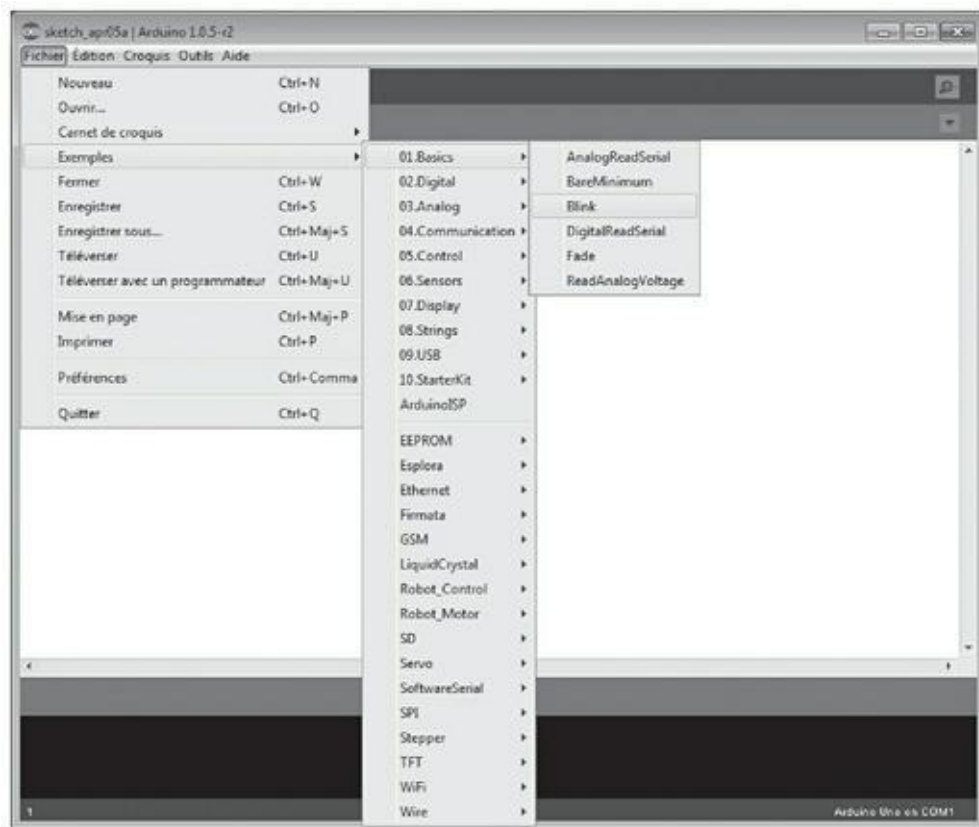 sketch_apr05a | Arduino 1.0.5-r2
Fichier Édition Croquis Outils Aide
Nouveau Ctrl+N
Ouvrir... Ctrl+O
Carnet de croquis
Exemples
Fermer Ctrl+W
Enregistrer Ctrl+S
Enregistrer sous... Ctrl+Maj+S
Téléverser Ctrl+U
Téléverser avec un programmateur Ctrl+Maj+U
Mise en page Ctrl+Maj+P
Imprimer Ctrl+P
Préférences Ctrl+Comma
Quitter Ctrl+Q
01.Basics
02.Digital
03.Analog
04.Communication
05.Control
06.Sensors
07.Display
08.Strings
09.USB
10.StarterKit
ArduinoISP
EEPROM
Esplora
Ethernet
Firmata
GSM
LiquidCrystal
Robot_Control
Robot_Motor
SD
Servo
SoftwareSerial
SPI
Stepper
TFT
WiFi
Wire
AnalogReadSerial
BareMinimum
Blink
DigitalReadSerial
Fade
ReadAnalogVoltage
1 Arduino Uno en COM1